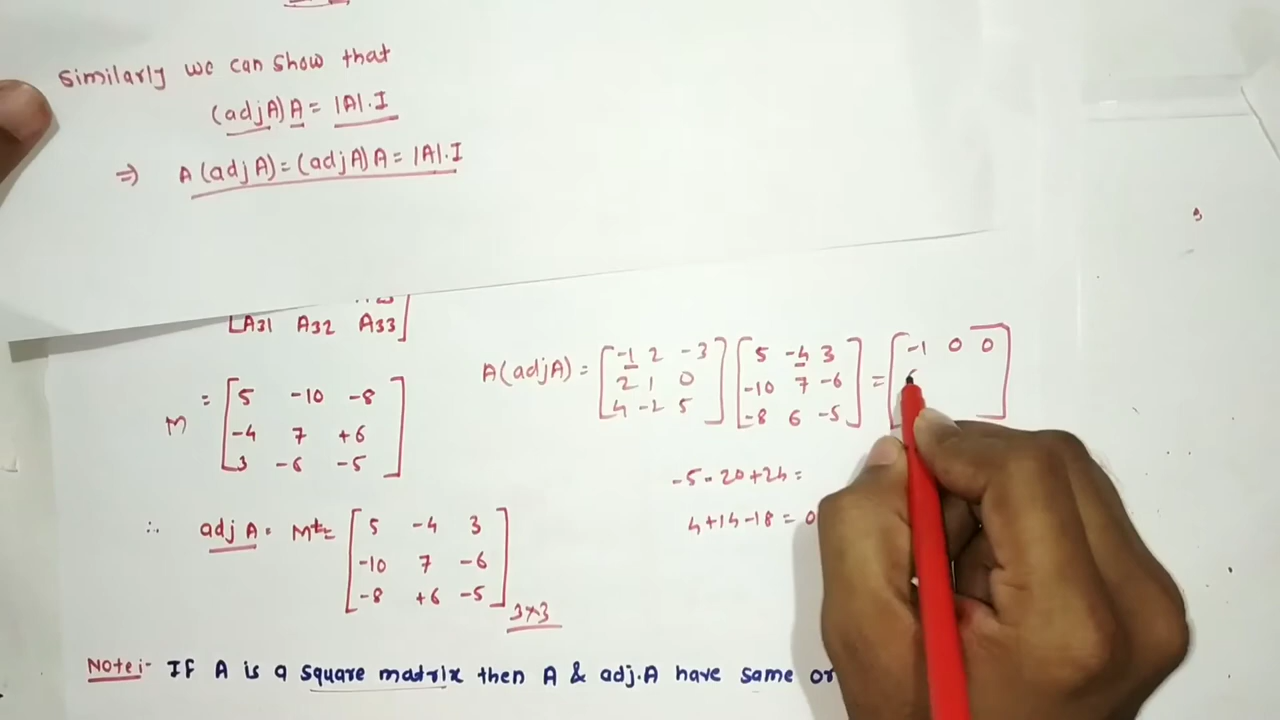 Similarly we can show that
(adjA)A = |A|.I
⇒ A(adjA) = (adjA)A = |A|.I
[A31 A32 A33]
M = [5 -10 -8
-4 7 +6
3 -6 -5]
∴ adj A = Mt = [5 -4 3
-10 7 -6
-8 +6 -5] 3×3
A(adjA) = [-1 2 -3 [5 -4 3 = [-1 0 0
2 1 0 -10 7 -6
4 -2 5] -8 6 -5]
-5-20+24=
4+14-18=0
Note:- If A is a square matrix then A & adj.A have same or